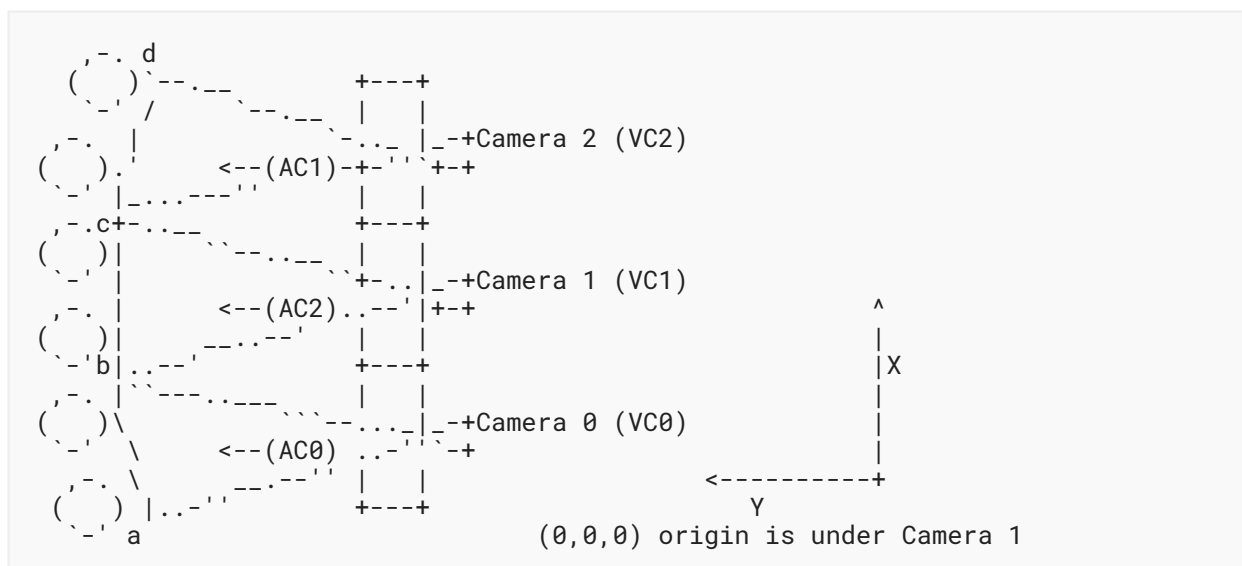 d
Camera 2 (VC2)
<--(AC1)
c
Camera 1 (VC1)
<--(AC2)
X
b
Camera 0 (VC0)
<--(AC0)
Y
a
(0,0,0) origin is under Camera 1